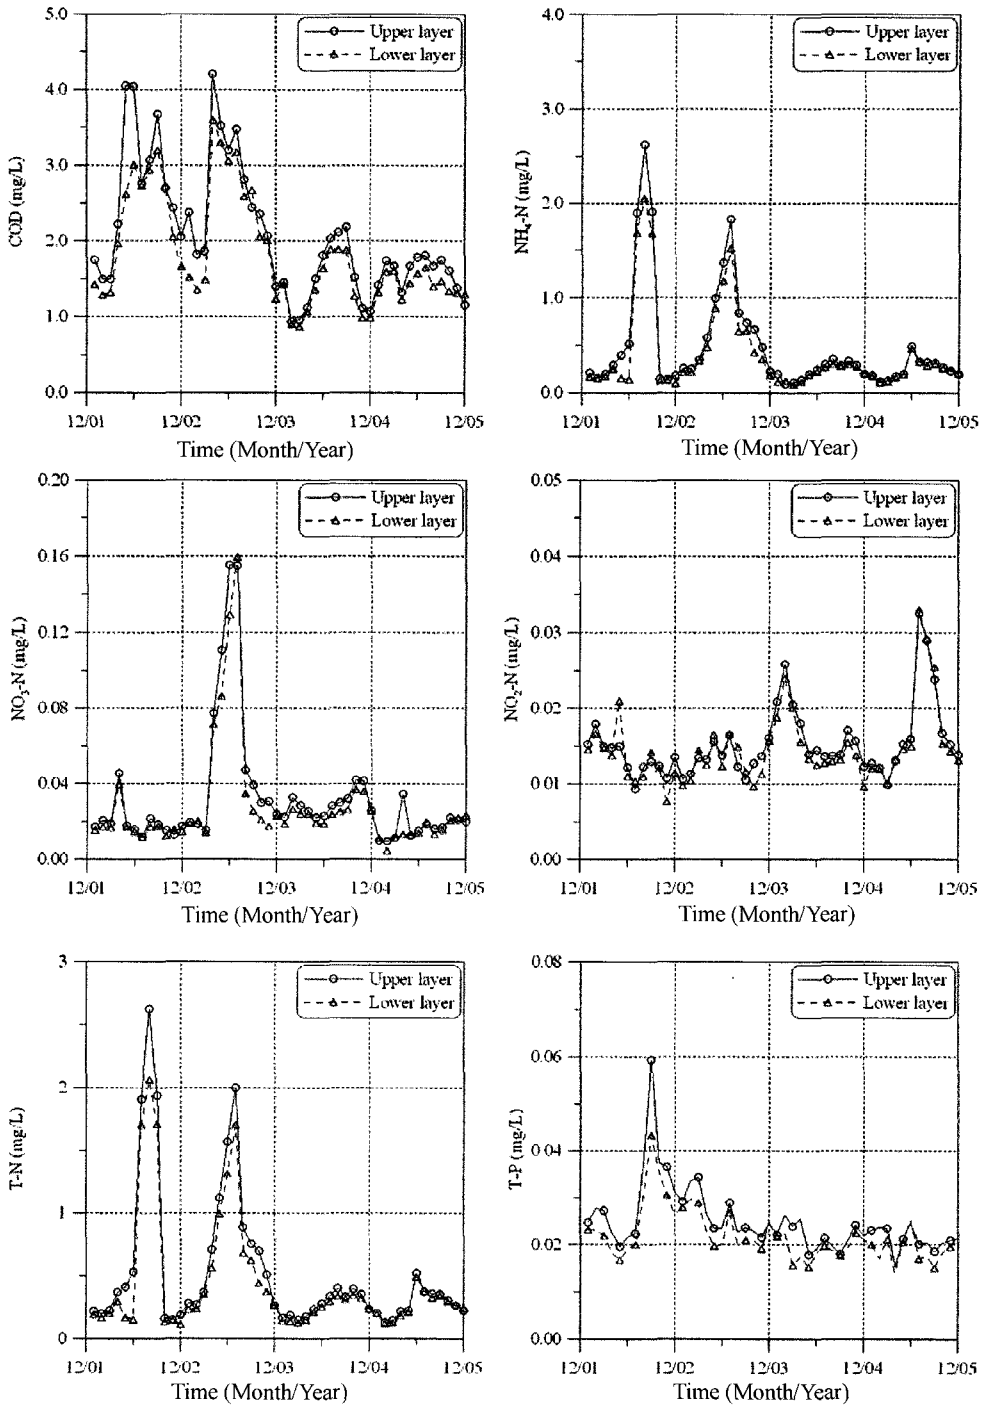 5.0
4.0
3.0
2.0
1.0
0.0
COD (mg/L)
Upper layer
Lower layer
12/01 12/02 12/03 12/04 12/05
Time (Month/Year)
4.0
3.0
2.0
1.0
0.0
NH4-N (mg/L)
Upper layer
Lower layer
12/01 12/02 12/03 12/04 12/05
Time (Month/Year)
0.20
0.16
0.12
0.08
0.04
0.00
NO3-N (mg/L)
Upper layer
Lower layer
12/01 12/02 12/03 12/04 12/05
Time (Month/Year)
0.05
0.04
0.03
0.02
0.01
0.00
NO2-N (mg/L)
Upper layer
Lower layer
12/01 12/02 12/03 12/04 12/05
Time (Month/Year)
3
2
1
0
T-N (mg/L)
Upper layer
Lower layer
12/01 12/02 12/03 12/04 12/05
Time (Month/Year)
0.08
0.06
0.04
0.02
0.00
T-P (mg/L)
Upper layer
Lower layer
12/01 12/02 12/03 12/04 12/05
Time (Month/Year)